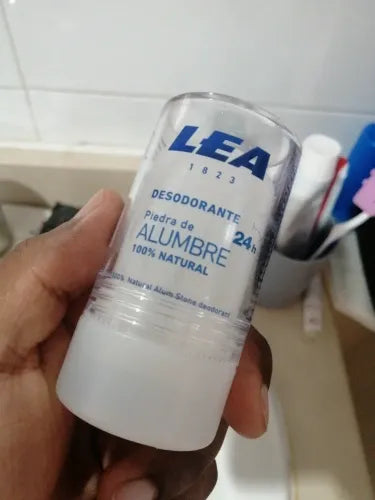 LEA
1823
DESODORANTE
Piedra de
ALUMBRE 24h
100% NATURAL
100% Natural Alum Stone deodorant